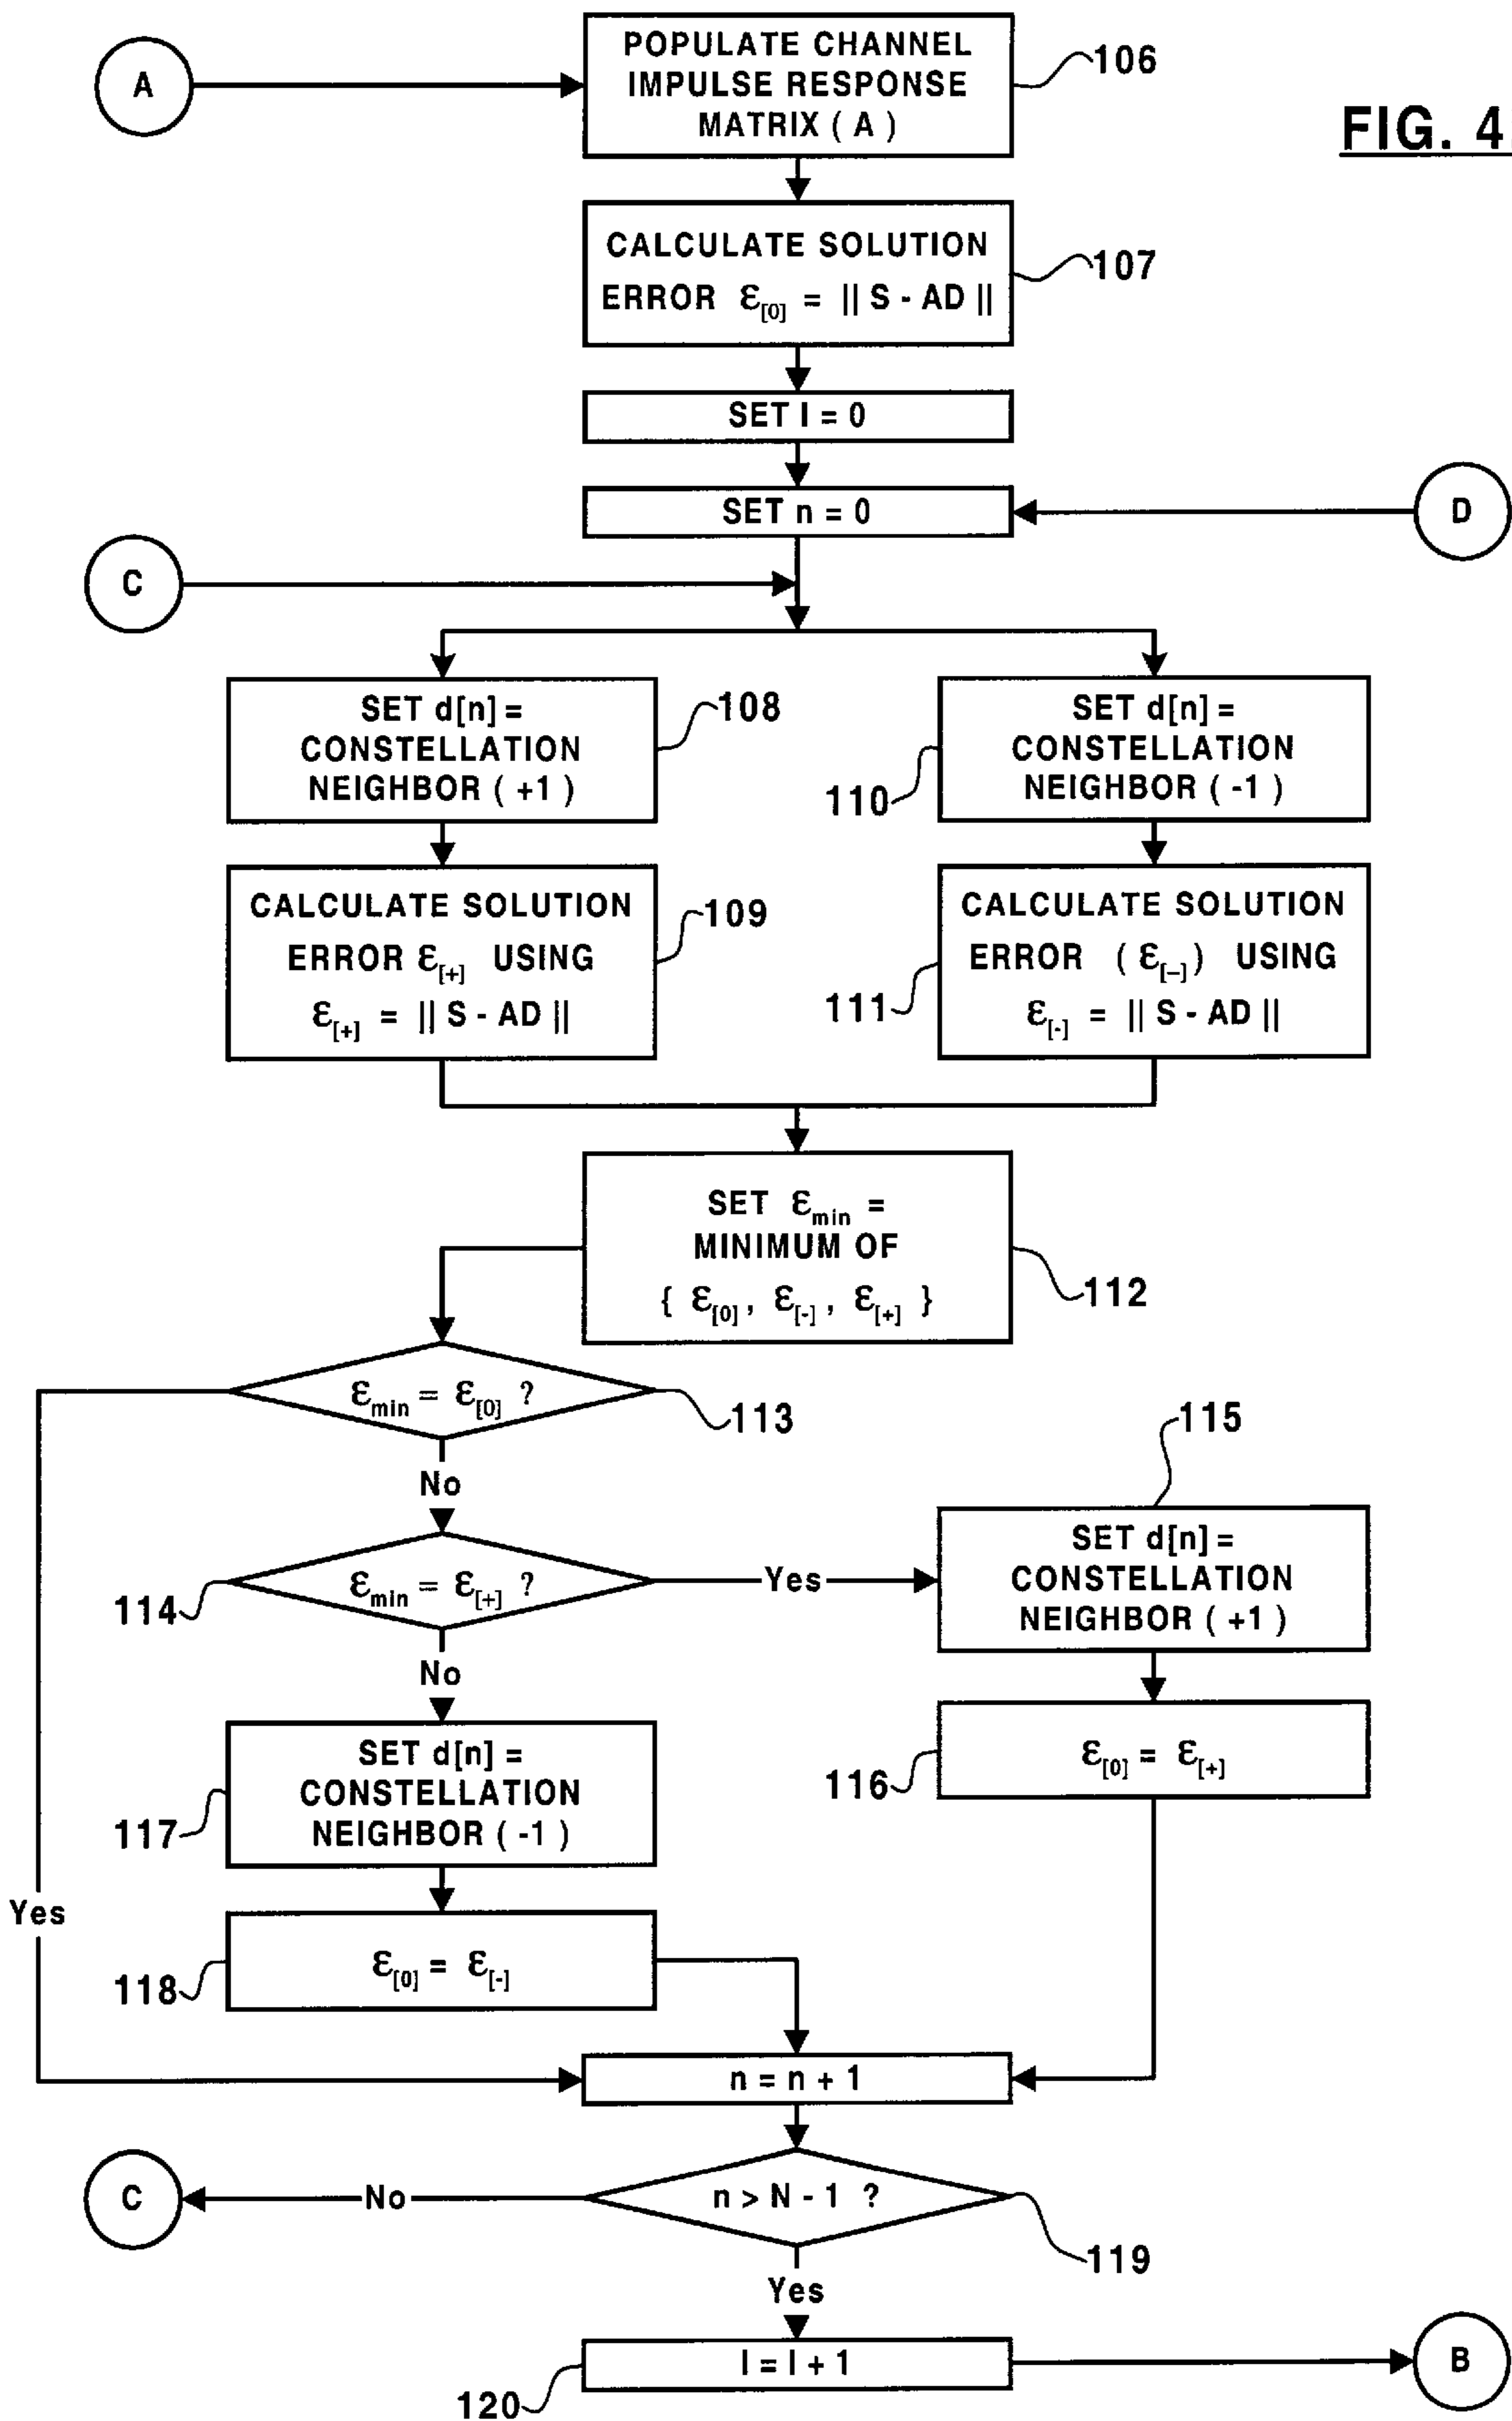 A
POPULATE CHANNEL
IMPULSE RESPONSE
MATRIX ( A )
106
FIG. 4
CALCULATE SOLUTION
ERROR ε[0] = || S - AD ||
107
SET I = 0
SET n = 0
D
C
SET d[n] =
CONSTELLATION
NEIGHBOR ( +1 )
108
SET d[n] =
CONSTELLATION
NEIGHBOR ( -1 )
110
CALCULATE SOLUTION
ERROR ε[+] USING
ε[+] = || S - AD ||
109
CALCULATE SOLUTION
ERROR ( ε[–] ) USING
ε[-] = || S - AD ||
111
SET εmin =
MINIMUM OF
{ ε[0] , ε[-] , ε[+] }
112
εmin = ε[0] ?
113
No
115
εmin = ε[+] ?
114
Yes
SET d[n] =
CONSTELLATION
NEIGHBOR ( +1 )
No
SET d[n] =
CONSTELLATION
NEIGHBOR ( -1 )
117
ε[0] = ε[+]
116
Yes
ε[0] = ε[-]
118
n = n + 1
C
No
n > N - 1 ?
119
Yes
I = I + 1
120
B